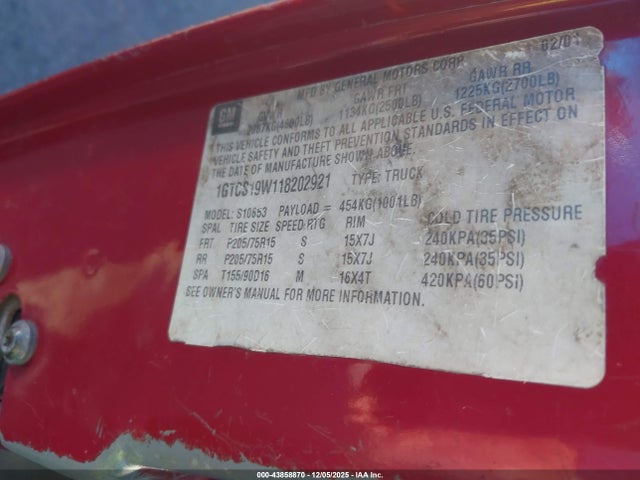 02/01
MFD BY GENERAL MOTORS CORP
GM
GAWR FRT GAWR RR
(4600LB) 1134KG(2500LB) 1225KG(2700LB)
THIS VEHICLE CONFORMS TO ALL APPLICABLE U.S. FEDERAL MOTOR
VEHICLE SAFETY AND THEFT PREVENTION STANDARDS IN EFFECT ON
THE DATE OF MANUFACTURE SHOWN ABOVE.
1GTCS19W118202921 TYPE: TRUCK
MODEL: S10653 PAYLOAD = 454KG(1001LB)
SPAL TIRE SIZE SPEED RTG RIM COLD TIRE PRESSURE
FRT P205/75R15 S 15X7J 240KPA(35PSI)
RR P205/75R15 S 15X7J 240KPA(35PSI)
SPA T155/90D16 M 16X4T 420KPA(60PSI)
SEE OWNER'S MANUAL FOR MORE INFORMATION.
000-43858870 - 12/05/2025 - IAA.